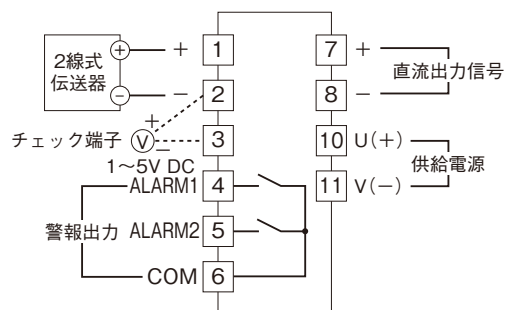 2線式
伝送器
+
−
+
−
1
2
3
4
5
6
チェック端子
V
+
−
1〜5V DC
ALARM1
警報出力
ALARM2
COM
7
+
8
−
直流出力信号
10
U(+)
11
V(−)
供給電源